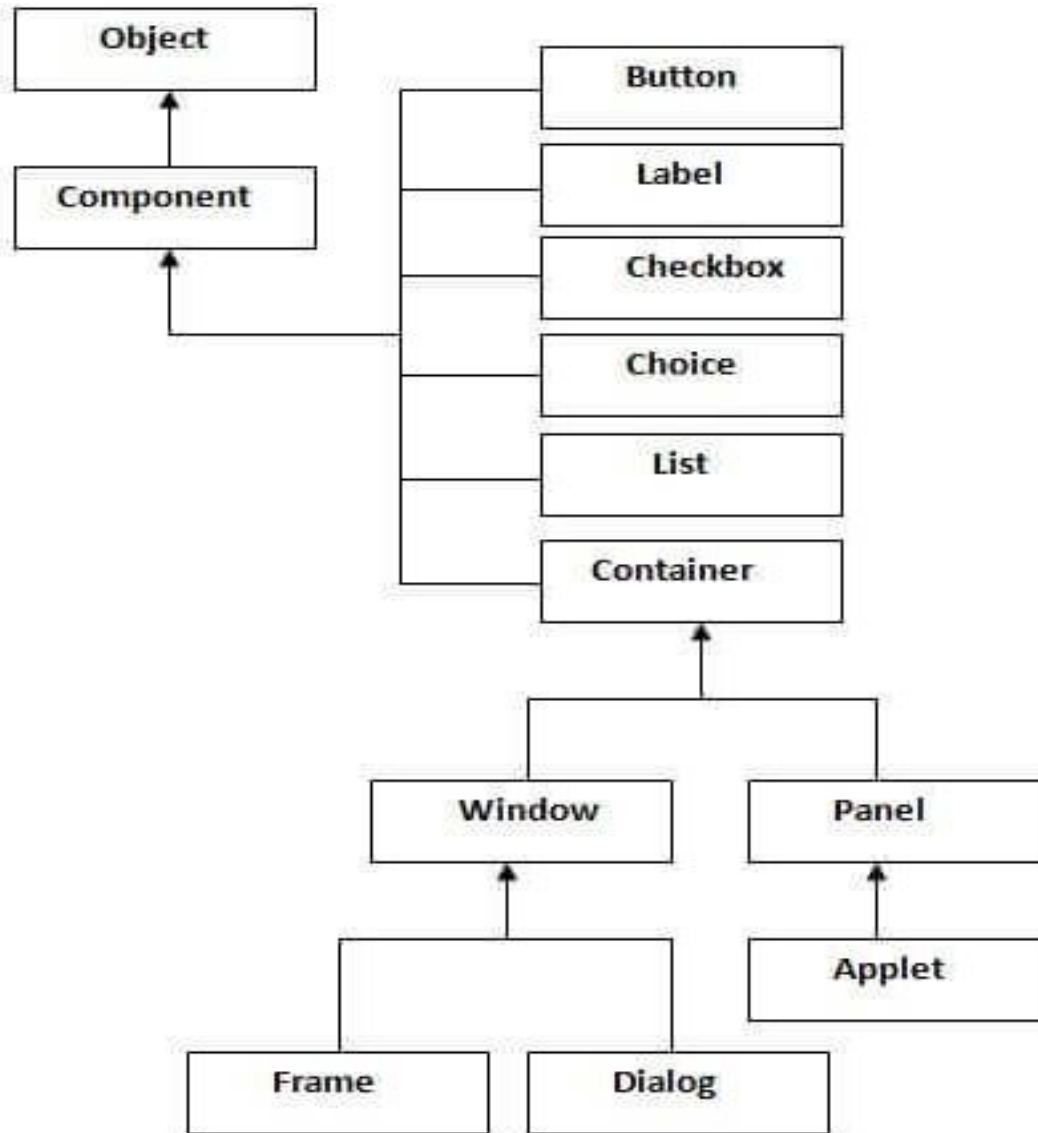 Object
Component
Button
Label
Checkbox
Choice
List
Container
Window
Panel
Applet
Frame
Dialog